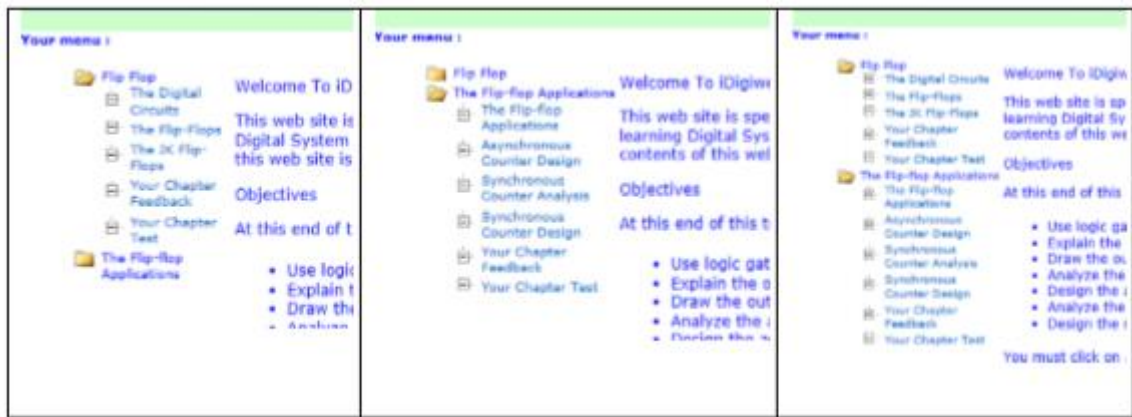 Your menu :
Flip Flop
The Digital
Circuits
The Flip-Flops
The JK Flip-
Flops
Your Chapter
Feedback
Your Chapter
Test
The Flip-flop
Applications
Welcome To iD
This web site is
Digital System
this web site is
Objectives
At this end of t
• Use logic
• Explain t
• Draw the
• Analyze
Your menu :
Flip Flop
The Flip-flop Applications
The Flip-flop
Applications
Asynchronous
Counter Design
Synchronous
Counter Analysis
Synchronous
Counter Design
Your Chapter
Feedback
Your Chapter Test
Welcome To iDigiwe
This web site is spe
learning Digital Sys
contents of this wel
Objectives
At this end of this t
• Use logic gat
• Explain the o
• Draw the out
• Analyze the a
• Design the a
Your menu :
Flip Flop
The Digital Circuits
The Flip-Flops
The JK Flip-Flops
Your Chapter
Feedback
Your Chapter Test
The Flip-flop Applications
The Flip-flop
Applications
Asynchronous
Counter Design
Synchronous
Counter Analysis
Synchronous
Counter Design
Your Chapter
Feedback
Your Chapter Test
Welcome To iDigiw
This web site is sp
learning Digital Sy
contents of this we
Objectives
At this end of this
• Use logic ga
• Explain the
• Draw the ou
• Analyze the
• Design the
• Analyze the
• Design the
You must click on